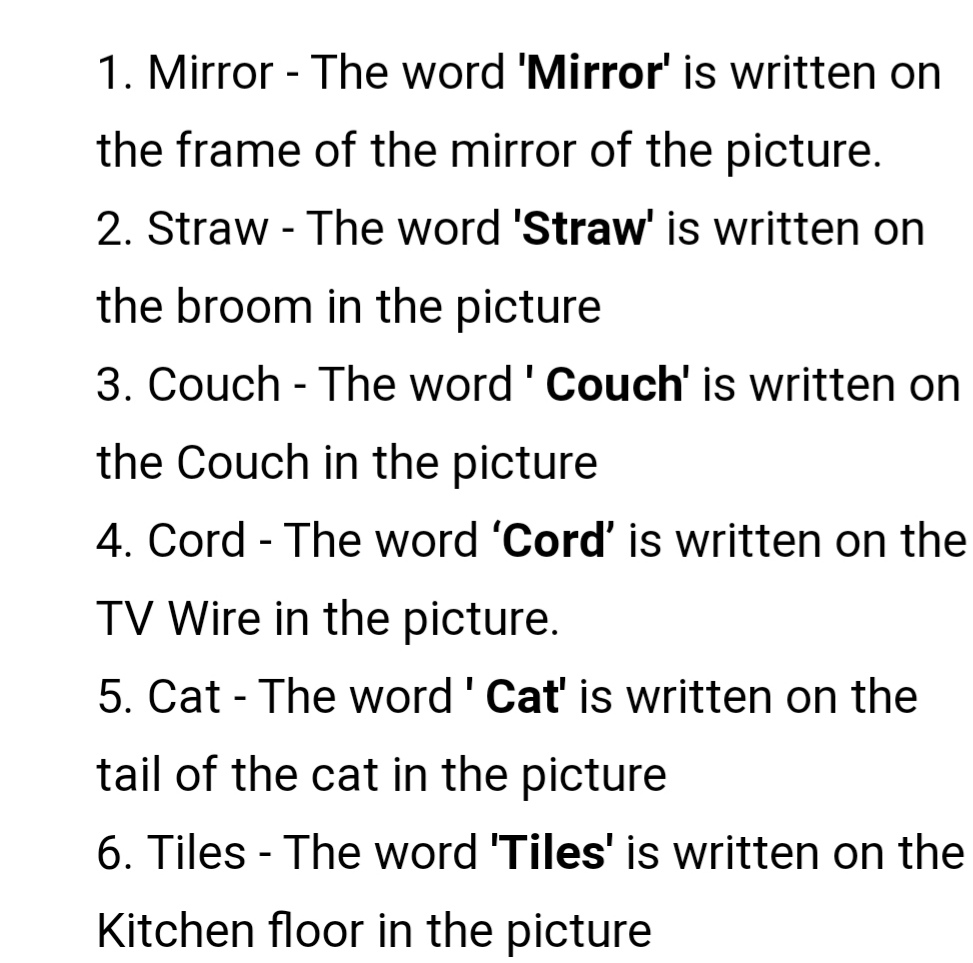 1. Mirror - The word 'Mirror' is written on
the frame of the mirror of the picture.
2. Straw - The word 'Straw' is written on
the broom in the picture
3. Couch - The word ' Couch' is written on
the Couch in the picture
4. Cord - The word ‘Cord’ is written on the
TV Wire in the picture.
5. Cat - The word ' Cat' is written on the
tail of the cat in the picture
6. Tiles - The word 'Tiles' is written on the
Kitchen floor in the picture